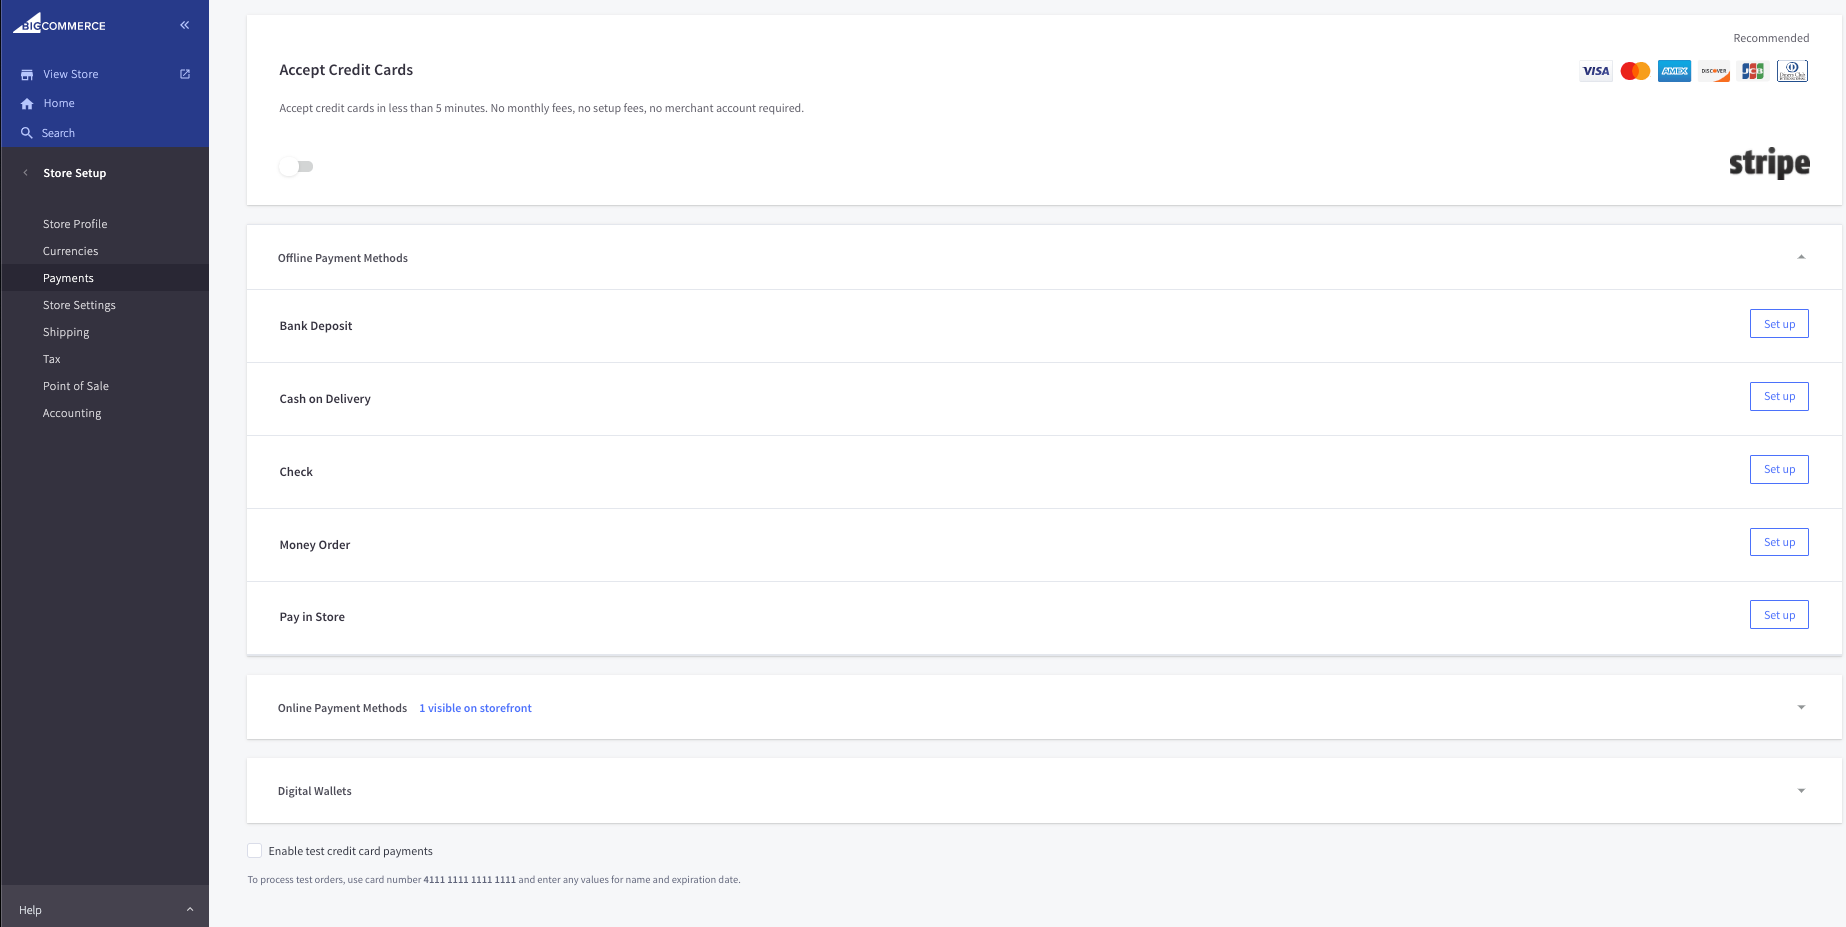 BIGCOMMERCE
View Store
Home
Search
Store Setup
Store Profile
Currencies
Payments
Store Settings
Shipping
Tax
Point of Sale
Accounting
Help
Recommended
Accept Credit Cards
VISA
AMEX
DISCOVER
JCB
Diners Club
Accept credit cards in less than 5 minutes. No monthly fees, no setup fees, no merchant account required.
stripe
Offline Payment Methods
Bank Deposit
Set up
Cash on Delivery
Set up
Check
Set up
Money Order
Set up
Pay in Store
Set up
Online Payment Methods 1 visible on storefront
Digital Wallets
Enable test credit card payments
To process test orders, use card number 4111 1111 1111 1111 and enter any values for name and expiration date.